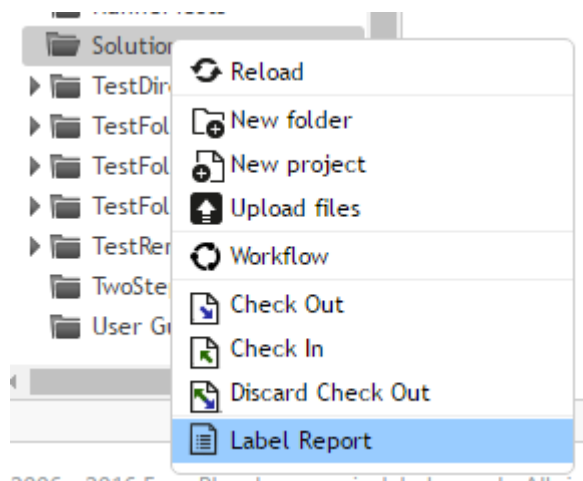 Solution
Reload
TestDir
New folder
TestFol
New project
TestFol
Upload files
TestFol
Workflow
TestRe
TwoSte
Check Out
User Gu
Check In
Discard Check Out
Label Report